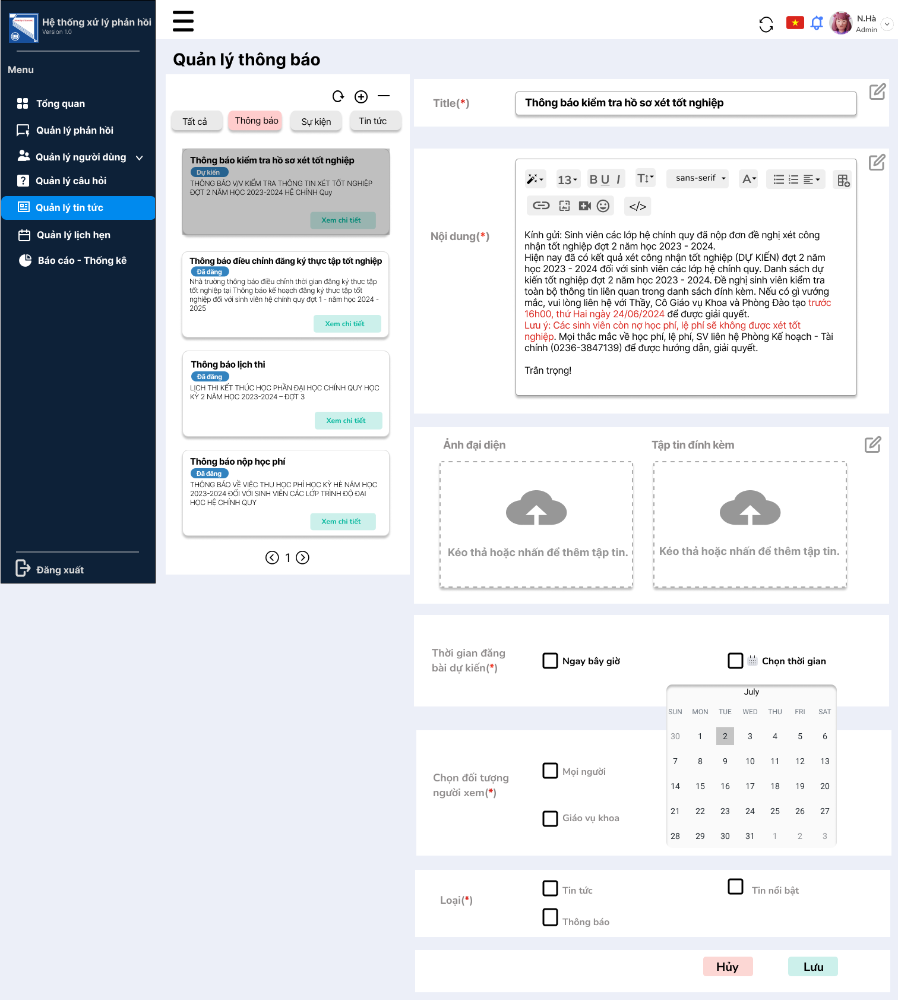 Hệ thống xử lý phản hồi
Version 1.0
Menu
Tổng quan
Quản lý phản hồi
Quản lý người dùng
Quản lý câu hỏi
Quản lý tin tức
Quản lý lịch hẹn
Báo cáo - Thống kê
Đăng xuất
N.Hà
Admin
Quản lý thông báo
Tất cả
Thông báo
Sự kiện
Tin tức
Thông báo kiểm tra hồ sơ xét tốt nghiệp
Dự kiến
THÔNG BÁO V/V KIỂM TRA THÔNG TIN XÉT TỐT NGHIỆP
ĐỢT 2 NĂM HỌC 2023-2024 HỆ CHÍNH Quy
Xem chi tiết
Thông báo điều chỉnh đăng ký thực tập tốt nghiệp
Đã đăng
Nhà trường thông báo điều chỉnh thời gian đăng ký thực tập
tốt nghiệp tại Thông báo kế hoạch đăng ký thực tập tốt
nghiệp đối với sinh viên hệ chính quy đợt 1 - năm học 2024 -
2025
Xem chi tiết
Thông báo lịch thi
Đã đăng
LỊCH THI KẾT THÚC HỌC PHẦN ĐẠI HỌC CHÍNH QUY HỌC
KỲ 2 NĂM HỌC 2023-2024 – ĐỢT 3
Xem chi tiết
Thông báo nộp học phí
Đã đăng
THÔNG BÁO VỀ VIỆC THU HỌC PHÍ HỌC KỲ HÈ NĂM HỌC
2023-2024 ĐỐI VỚI SINH VIÊN CÁC LỚP TRÌNH ĐỘ ĐẠI
HỌC HỆ CHÍNH QUY
Xem chi tiết
1
Title(*)
Thông báo kiểm tra hồ sơ xét tốt nghiệp
Nội dung(*)
13 B U I T sans-serif A
</>
Kính gửi: Sinh viên các lớp hệ chính quy đã nộp đơn đề nghị xét công
nhận tốt nghiệp đợt 2 năm học 2023 - 2024.
Hiện nay đã có kết quả xét công nhận tốt nghiệp (DỰ KIẾN) đợt 2 năm
học 2023 - 2024 đối với sinh viên các lớp hệ chính quy. Danh sách dự
kiến tốt nghiệp đợt 2 năm học 2023 - 2024. Đề nghị sinh viên kiểm tra
toàn bộ thông tin liên quan trong danh sách đính kèm. Nếu có gì vướng
mắc, vui lòng liên hệ với Thầy, Cô Giáo vụ Khoa và Phòng Đào tạo trước
16h00, thứ Hai ngày 24/06/2024 để được giải quyết.
Lưu ý: Các sinh viên còn nợ học phí, lệ phí sẽ không được xét tốt
nghiệp. Mọi thắc mắc về học phí, lệ phí, SV liên hệ Phòng Kế hoạch - Tài
chính (0236-3847139) để được hướng dẫn, giải quyết.
Trân trọng!
Ảnh đại diện
Tập tin đính kèm
Kéo thả hoặc nhấn để thêm tập tin.
Kéo thả hoặc nhấn để thêm tập tin.
Thời gian đăng
bài dự kiến(*)
Ngay bây giờ
Chọn thời gian
July
SUN MON TUE WED THU FRI SAT
30 1 2 3 4 5 6
7 8 9 10 11 12 13
14 15 16 17 18 19 20
21 22 23 24 25 26 27
28 29 30 31 1 2 3
Chọn đối tượng
người xem(*)
Mọi người
Giáo vụ khoa
Loại(*)
Tin tức
Tin nổi bật
Thông báo
Hủy
Lưu